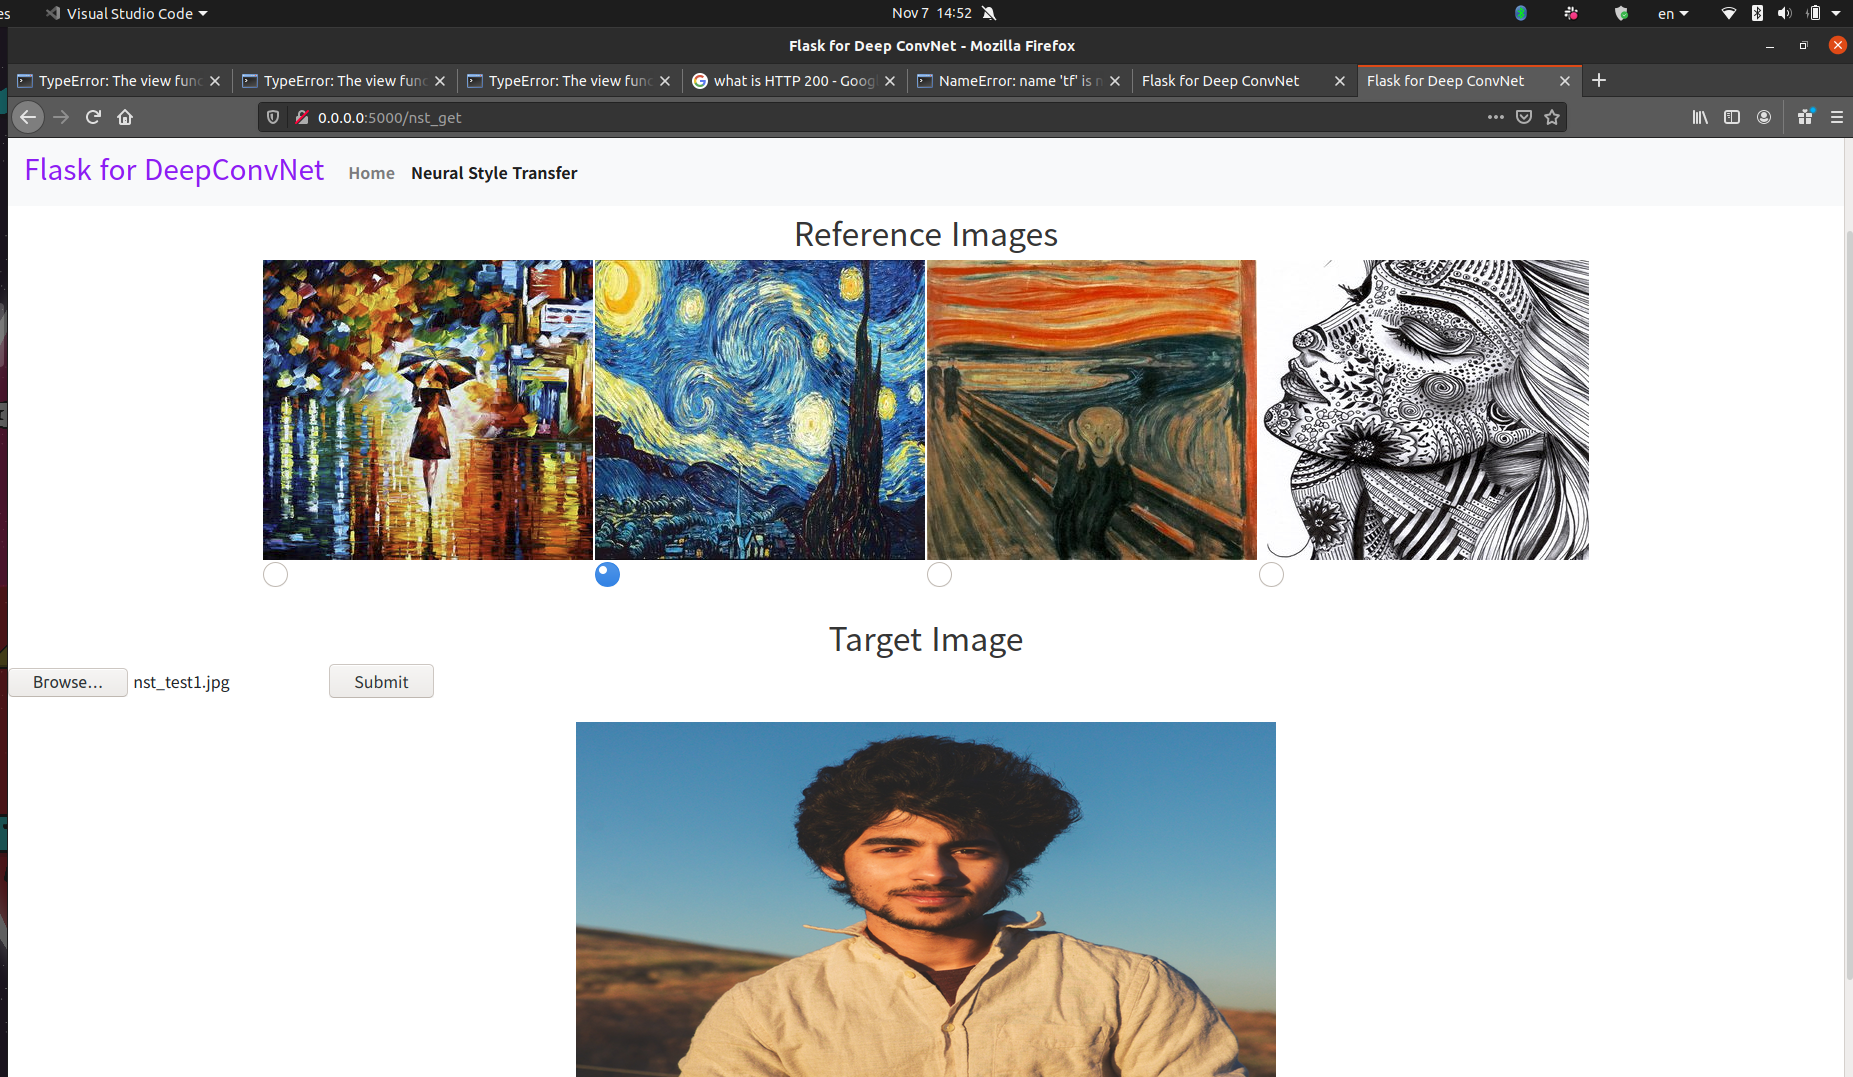 es Visual Studio Code Nov 7 14:52 en
Flask for Deep ConvNet - Mozilla Firefox
TypeError: The view func TypeError: The view func TypeError: The view func what is HTTP 200 - Goog NameError: name 'tf' is n Flask for Deep ConvNet Flask for Deep ConvNet
0.0.0.0:5000/nst_get
Flask for DeepConvNet Home Neural Style Transfer
Reference Images
Target Image
Browse... nst_test1.jpg Submit